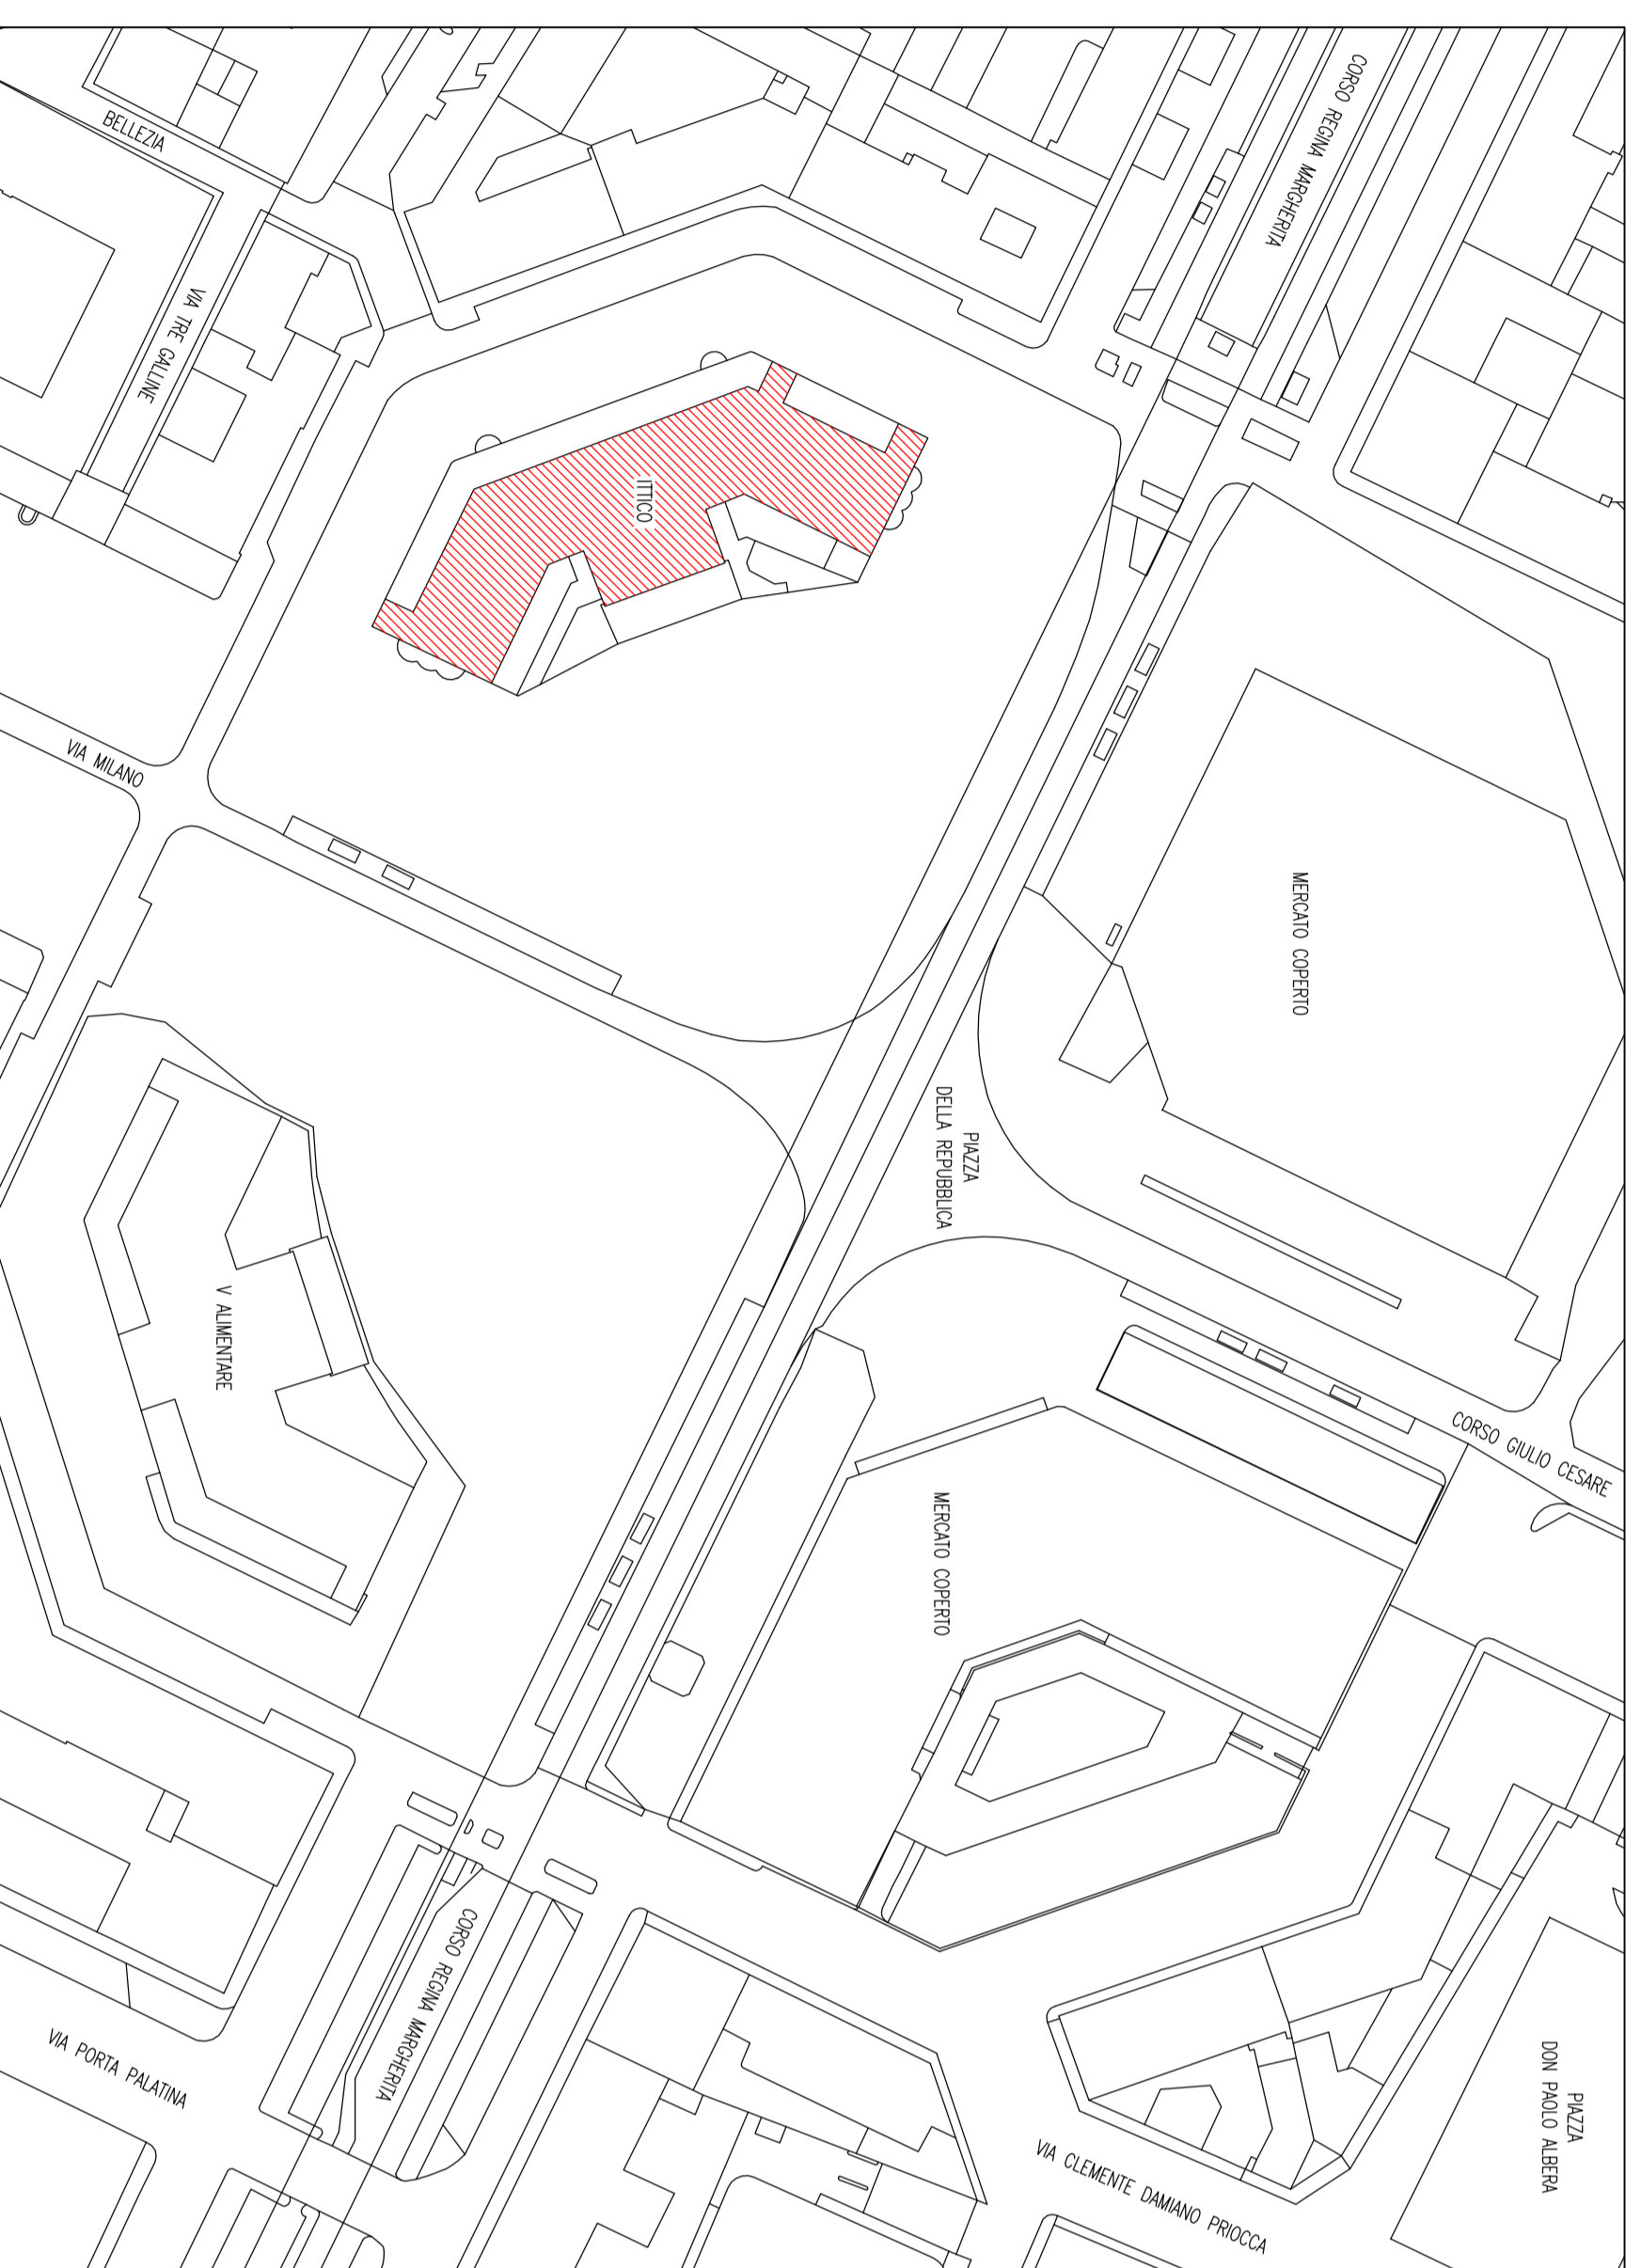 CORSO REGINA MARGHERITA
BELLEZIA
VIA TRE GALLINE
ITTICO
VIA MILANO
MERCATO COPERTO
PIAZZA
DELLA REPUBBLICA
V ALIMENTARE
CORSO GIULIO CESARE
MERCATO COPERTO
CORSO REGINA MARGHERITA
VIA PORTA PALATINA
PIAZZA
DON PAOLO ALBERA
VIA CLEMENTE DAMIANO PRIOCCA